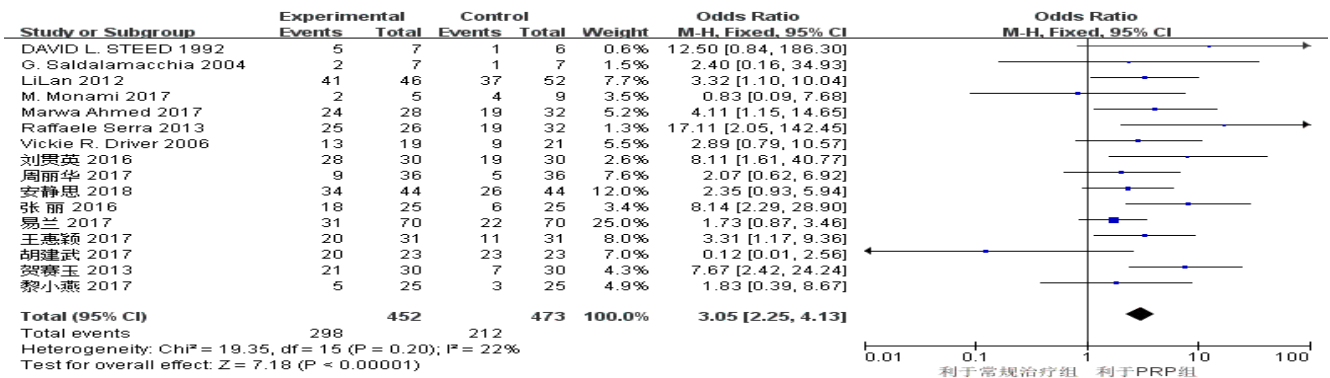 Experimental Control Odds Ratio Odds Ratio
Study or Subgroup Events Total Events Total Weight M-H, Fixed, 95% CI M-H, Fixed, 95% CI
DAVID L. STEED 1992 5 7 1 6 0.6% 12.50 [0.84, 186.30]
G. Saldalamacchia 2004 2 7 1 7 1.5% 2.40 [0.16, 34.93]
LiLan 2012 41 46 37 52 7.7% 3.32 [1.10, 10.04]
M. Monami 2017 2 5 4 9 3.5% 0.83 [0.09, 7.68]
Marwa Ahmed 2017 24 28 19 32 5.2% 4.11 [1.15, 14.65]
Raffaele Serra 2013 25 26 19 32 1.3% 17.11 [2.05, 142.45]
Vickie R. Driver 2006 13 19 9 21 5.5% 2.89 [0.79, 10.57]
刘贯英 2016 28 30 19 30 2.6% 8.11 [1.61, 40.77]
周丽华 2017 9 36 5 36 7.6% 2.07 [0.62, 6.92]
安静思 2018 34 44 26 44 12.0% 2.35 [0.93, 5.94]
张 丽 2016 18 25 6 25 3.4% 8.14 [2.29, 28.90]
易兰 2017 31 70 22 70 25.0% 1.73 [0.87, 3.46]
王惠颖 2017 20 31 11 31 8.0% 3.31 [1.17, 9.36]
胡建武 2017 20 23 23 23 7.0% 0.12 [0.01, 2.56]
贺赛玉 2013 21 30 7 30 4.3% 7.67 [2.42, 24.24]
黎小燕 2017 5 25 3 25 4.9% 1.83 [0.39, 8.67]
Total (95% CI) 452 473 100.0% 3.05 [2.25, 4.13]
Total events 298 212
Heterogeneity: Chi² = 19.35, df = 15 (P = 0.20); I² = 22%
Test for overall effect: Z = 7.18 (P < 0.00001)
0.01 0.1 1 10 100
利于常规治疗组 利于PRP组